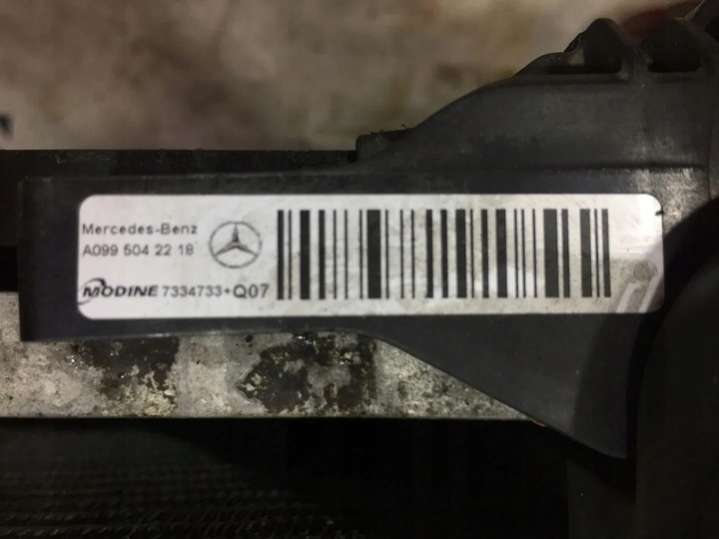 Mercedes-Benz
A099 504 22 18
MODINE 7334733+Q07